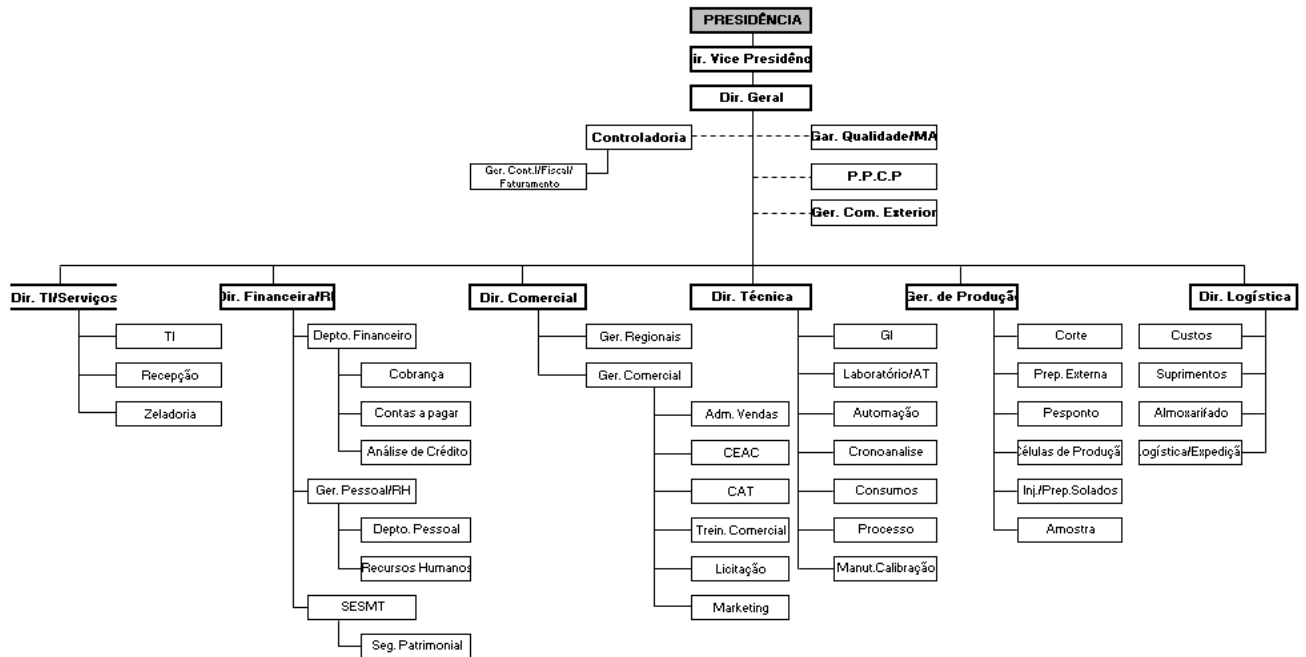 PRESIDÊNCIA
ir. Vice Presidênc
Dir. Geral
Controladoria
Gar. Qualidade/MA
Ger. Cont.l/Fiscal/
Faturamento
P.P.C.P
Ger. Com. Exterior
Dir. TI/Serviços
Dir. Financeira/RH
Dir. Comercial
Dir. Técnica
Ger. de Produção
Dir. Logística
TI
Recepção
Zeladoria
Depto. Financeiro
Cobrança
Contas a pagar
Análise de Crédito
Ger. Pessoal/RH
Depto. Pessoal
Recursos Humanos
SESMT
Seg. Patrimonial
Ger. Regionais
Ger. Comercial
Adm. Vendas
CEAC
CAT
Trein. Comercial
Licitação
Marketing
GI
Laboratório/AT
Automação
Cronoanalise
Consumos
Processo
Manut.Calibração
Corte
Prep. Externa
Pesponto
Células de Produçã
Inj./Prep.Solados
Amostra
Custos
Suprimentos
Almoxarifado
Logística/Expediçã